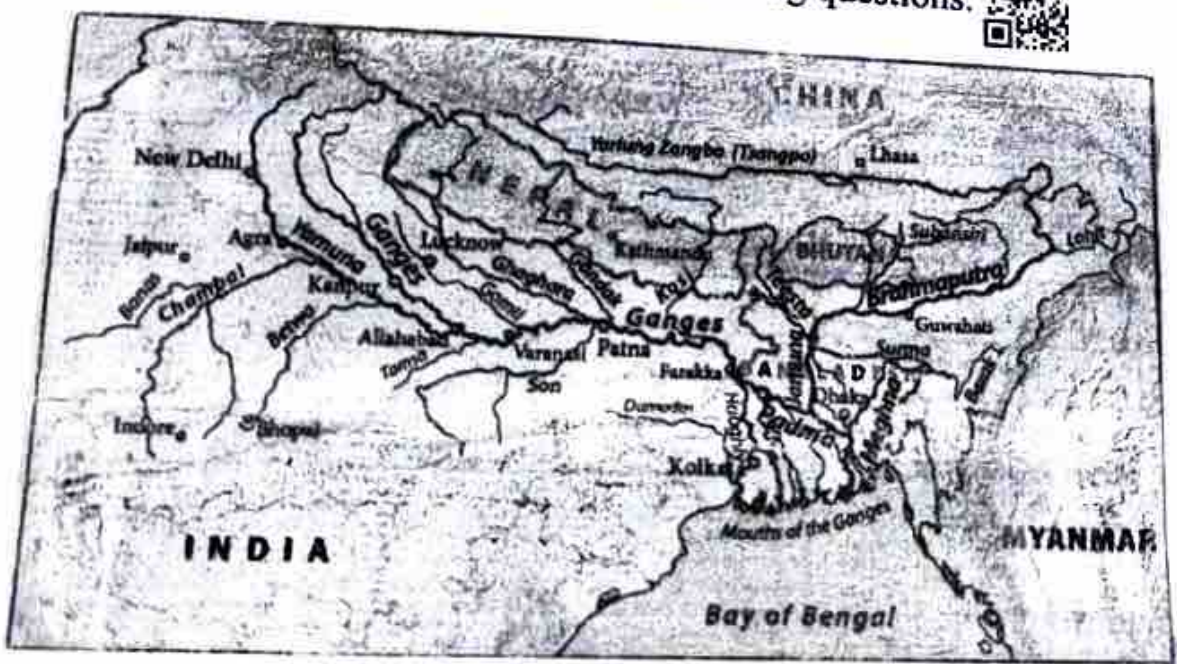 questions.
CHINA
Yarlung Zangbo (Tsangpo)
Lhasa
New Delhi
NEPAL
Jaipur
Agra
Yamuna
Ganges
Lucknow
Ghaghara
Gandak
Kathmandu
BHUTAN
Subansiri
Lohit
Banas
Chambal
Kanpur
Gomti
Kosi
Teesta
Brahmaputra
Betwa
Ganges
Guwahati
Allahabad
Varanasi
Patna
Jamuna
Surma
Tamsa
Son
Farakka
Barak
Damodar
Dhaka
Indore
Bhopal
Padma
Meghna
Mouths of the Ganges
INDIA
MYANMAR
Bay of Bengal